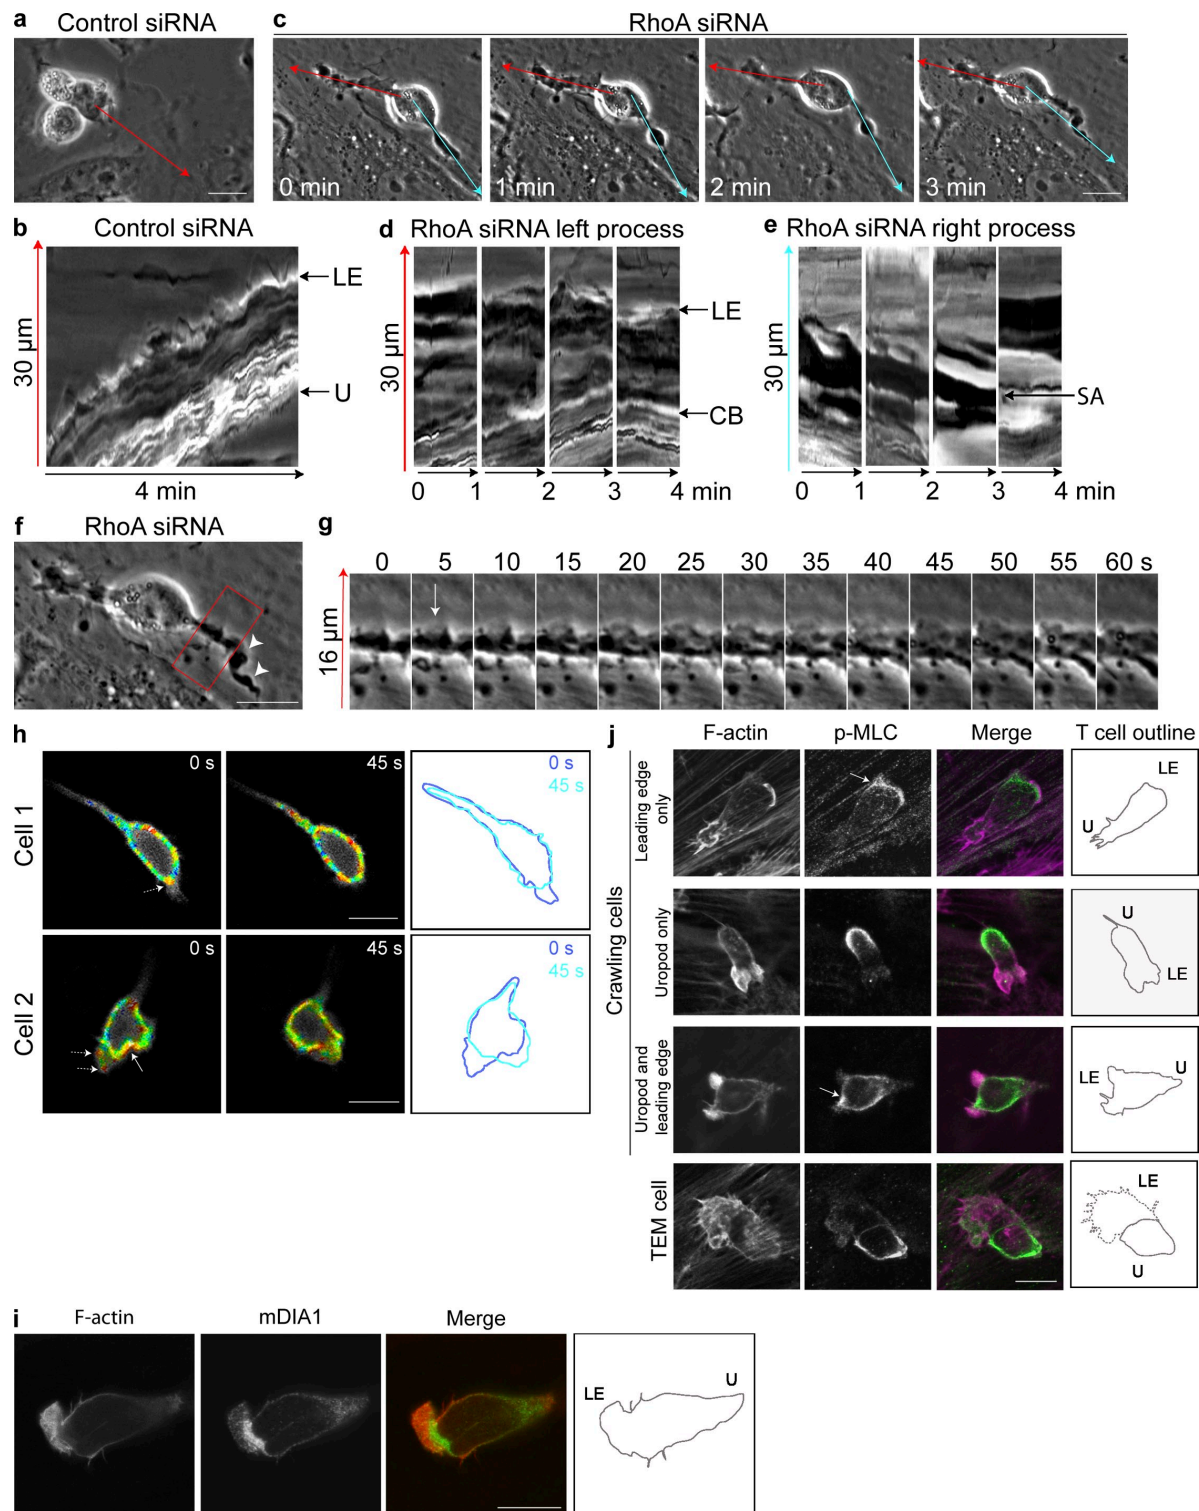 a Control siRNA
c RhoA siRNA
0 min 1 min 2 min 3 min
b Control siRNA
30 µm
LE
U
4 min
d RhoA siRNA left process
30 µm
LE
CB
0 1 2 3 4 min
e RhoA siRNA right process
30 µm
SA
0 1 2 3 4 min
f RhoA siRNA
g
0 5 10 15 20 25 30 35 40 45 50 55 60 s
16 µm
h
Cell 1
0 s 45 s 0 s
45 s
Cell 2
0 s 45 s 0 s
45 s
j
F-actin p-MLC Merge T cell outline
Crawling cells
Leading edge
only
LE
U
Uropod only
U
LE
Uropod and
leading edge
LE
U
TEM cell
LE
U
i
F-actin mDIA1 Merge
LE
U